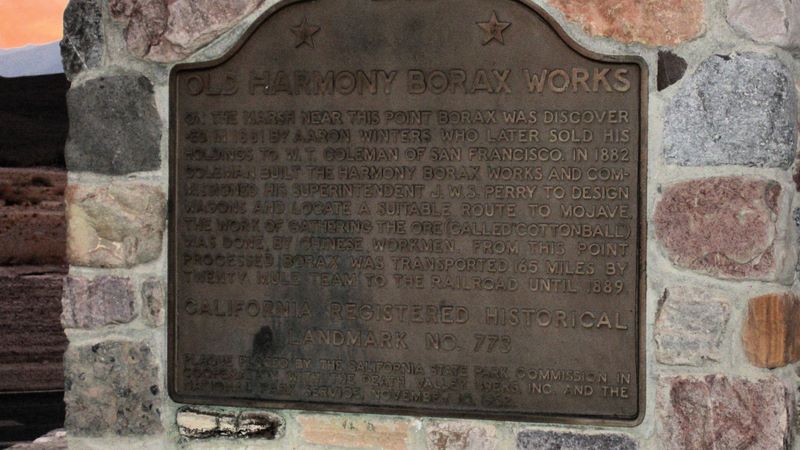 OLD HARMONY BORAX WORKS
ON THE MARSH NEAR THIS POINT BORAX WAS DISCOVER
-ED IN 1881 BY AARON WINTERS WHO LATER SOLD HIS
HOLDINGS TO W. T. COLEMAN OF SAN FRANCISCO. IN 1882
COLEMAN BUILT THE HARMONY BORAX WORKS AND COM-
MISSIONED HIS SUPERINTENDENT J. W. S. PERRY TO DESIGN
WAGONS AND LOCATE A SUITABLE ROUTE TO MOJAVE.
THE WORK OF GATHERING THE ORE (CALLED "COTTONBALL")
WAS DONE BY CHINESE WORKMEN. FROM THIS POINT
PROCESSED BORAX WAS TRANSPORTED 165 MILES BY
TWENTY MULE TEAM TO THE RAILROAD UNTIL 1889.
CALIFORNIA REGISTERED HISTORICAL
LANDMARK NO. 773
PLAQUE PLACED BY THE CALIFORNIA STATE PARK COMMISSION IN
COOPERATION WITH THE DEATH VALLEY '49ERS, INC. AND THE
NATIONAL PARK SERVICE, NOVEMBER 10,